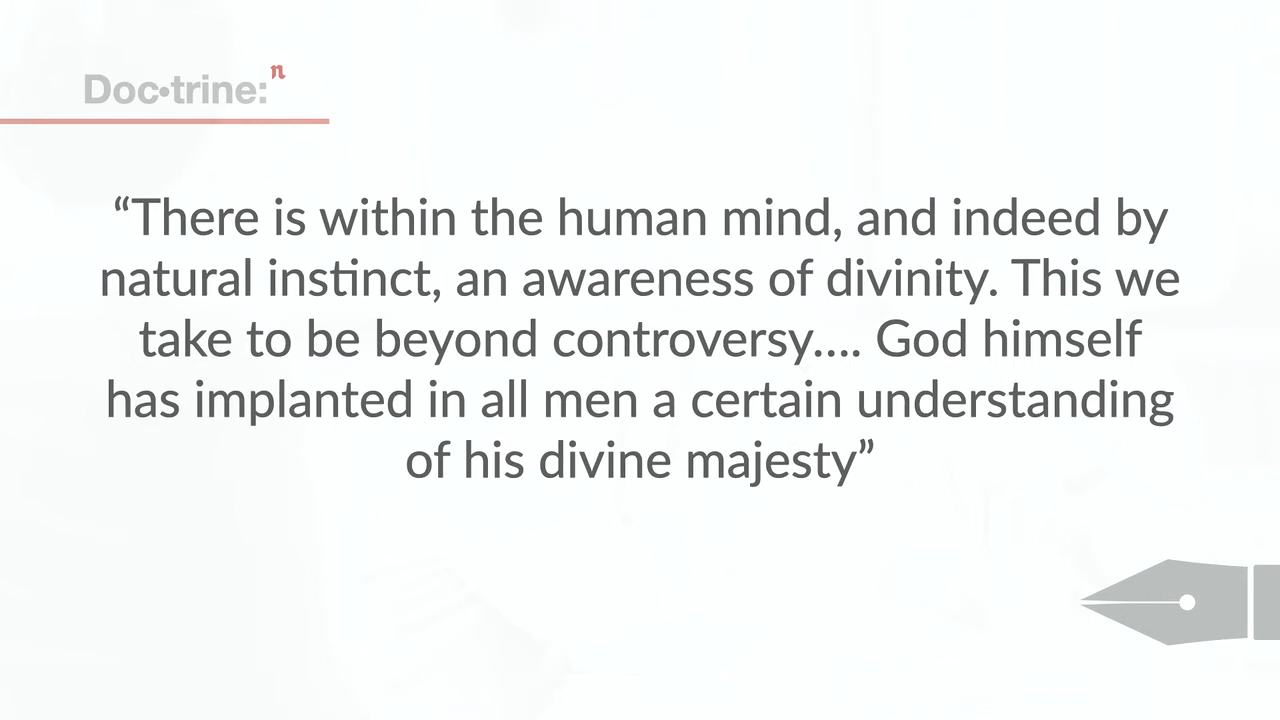 Doc•trine:n
“There is within the human mind, and indeed by
natural instinct, an awareness of divinity. This we
take to be beyond controversy…. God himself
has implanted in all men a certain understanding
of his divine majesty”